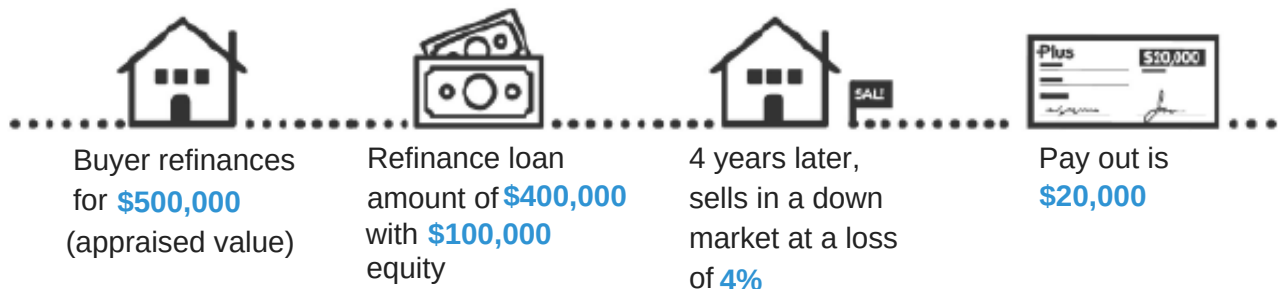 SALE
Plus
$20,000
Buyer refinances
for $500,000
(appraised value)
Refinance loan
amount of $400,000
with $100,000
equity
4 years later,
sells in a down
market at a loss
of 4%
Pay out is
$20,000